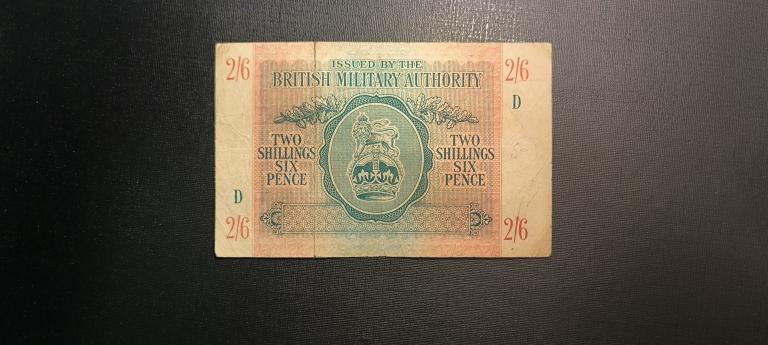 2/6
ISSUED BY THE
BRITISH MILITARY AUTHORITY
2/6
D
TWO
SHILLINGS
SIX
PENCE
TWO
SHILLINGS
SIX
PENCE
D
2/6
2/6